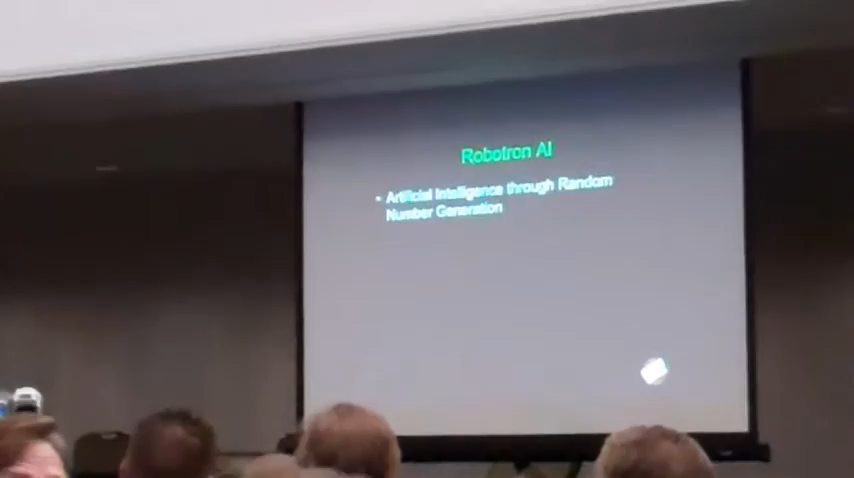 Robotron AI
• Artificial Intelligence through Random
Number Generation